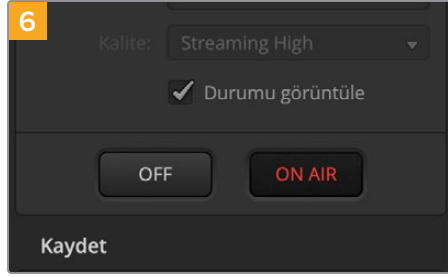 6
Kalite: Streaming High
Durumu görüntüle
OFF ON AIR
Kaydet